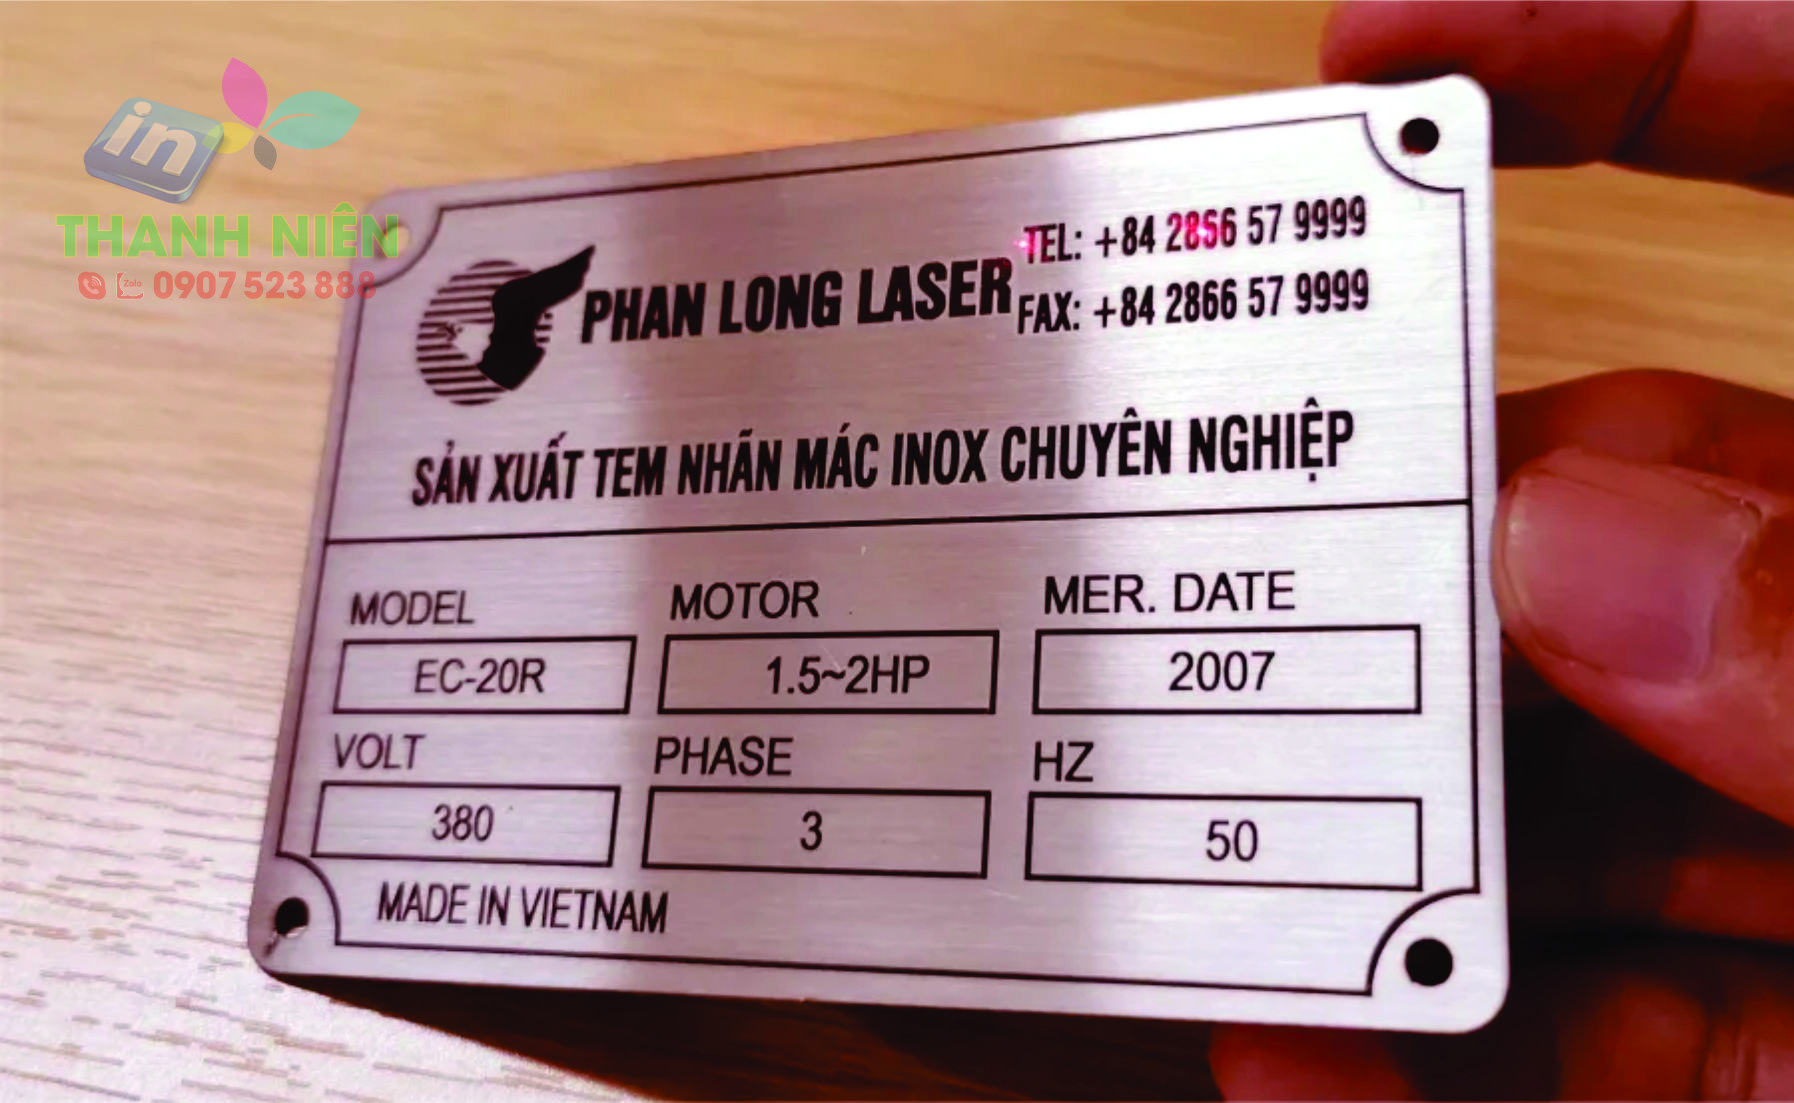 in
THANH NIÊN
Zalo 0907 523 888
PHAN LONG LASER
TEL: +84 2856 57 9999
FAX: +84 2866 57 9999
SẢN XUẤT TEM NHÃN MÁC INOX CHUYÊN NGHIỆP
MODEL MOTOR MER. DATE
EC-20R 1.5~2HP 2007
VOLT PHASE HZ
380 3 50
MADE IN VIETNAM